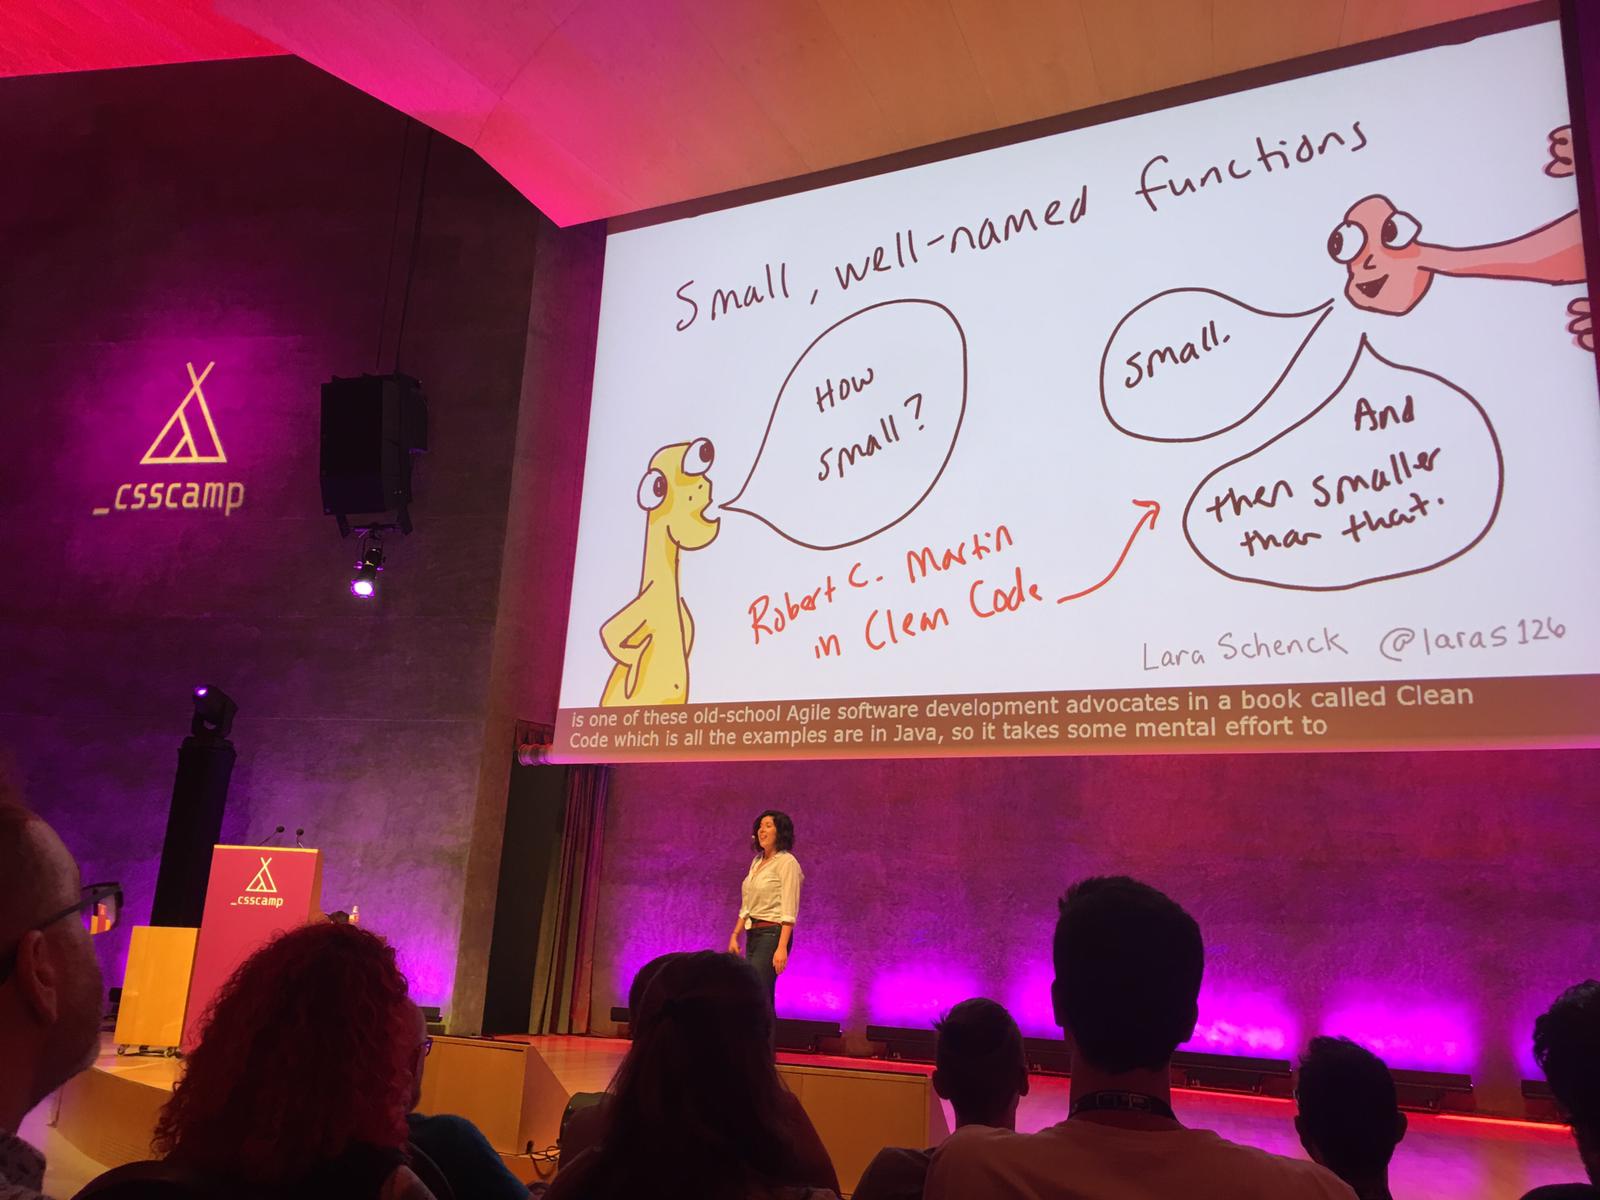 Small, well-named functions
How
small?
small.
And
then smaller
than that.
Robert C. Martin
in Clean Code
Lara Schenck @laras126
is one of these old-school Agile software development advocates in a book called Clean
Code which is all the examples are in Java, so it takes some mental effort to
_csscamp
_csscamp